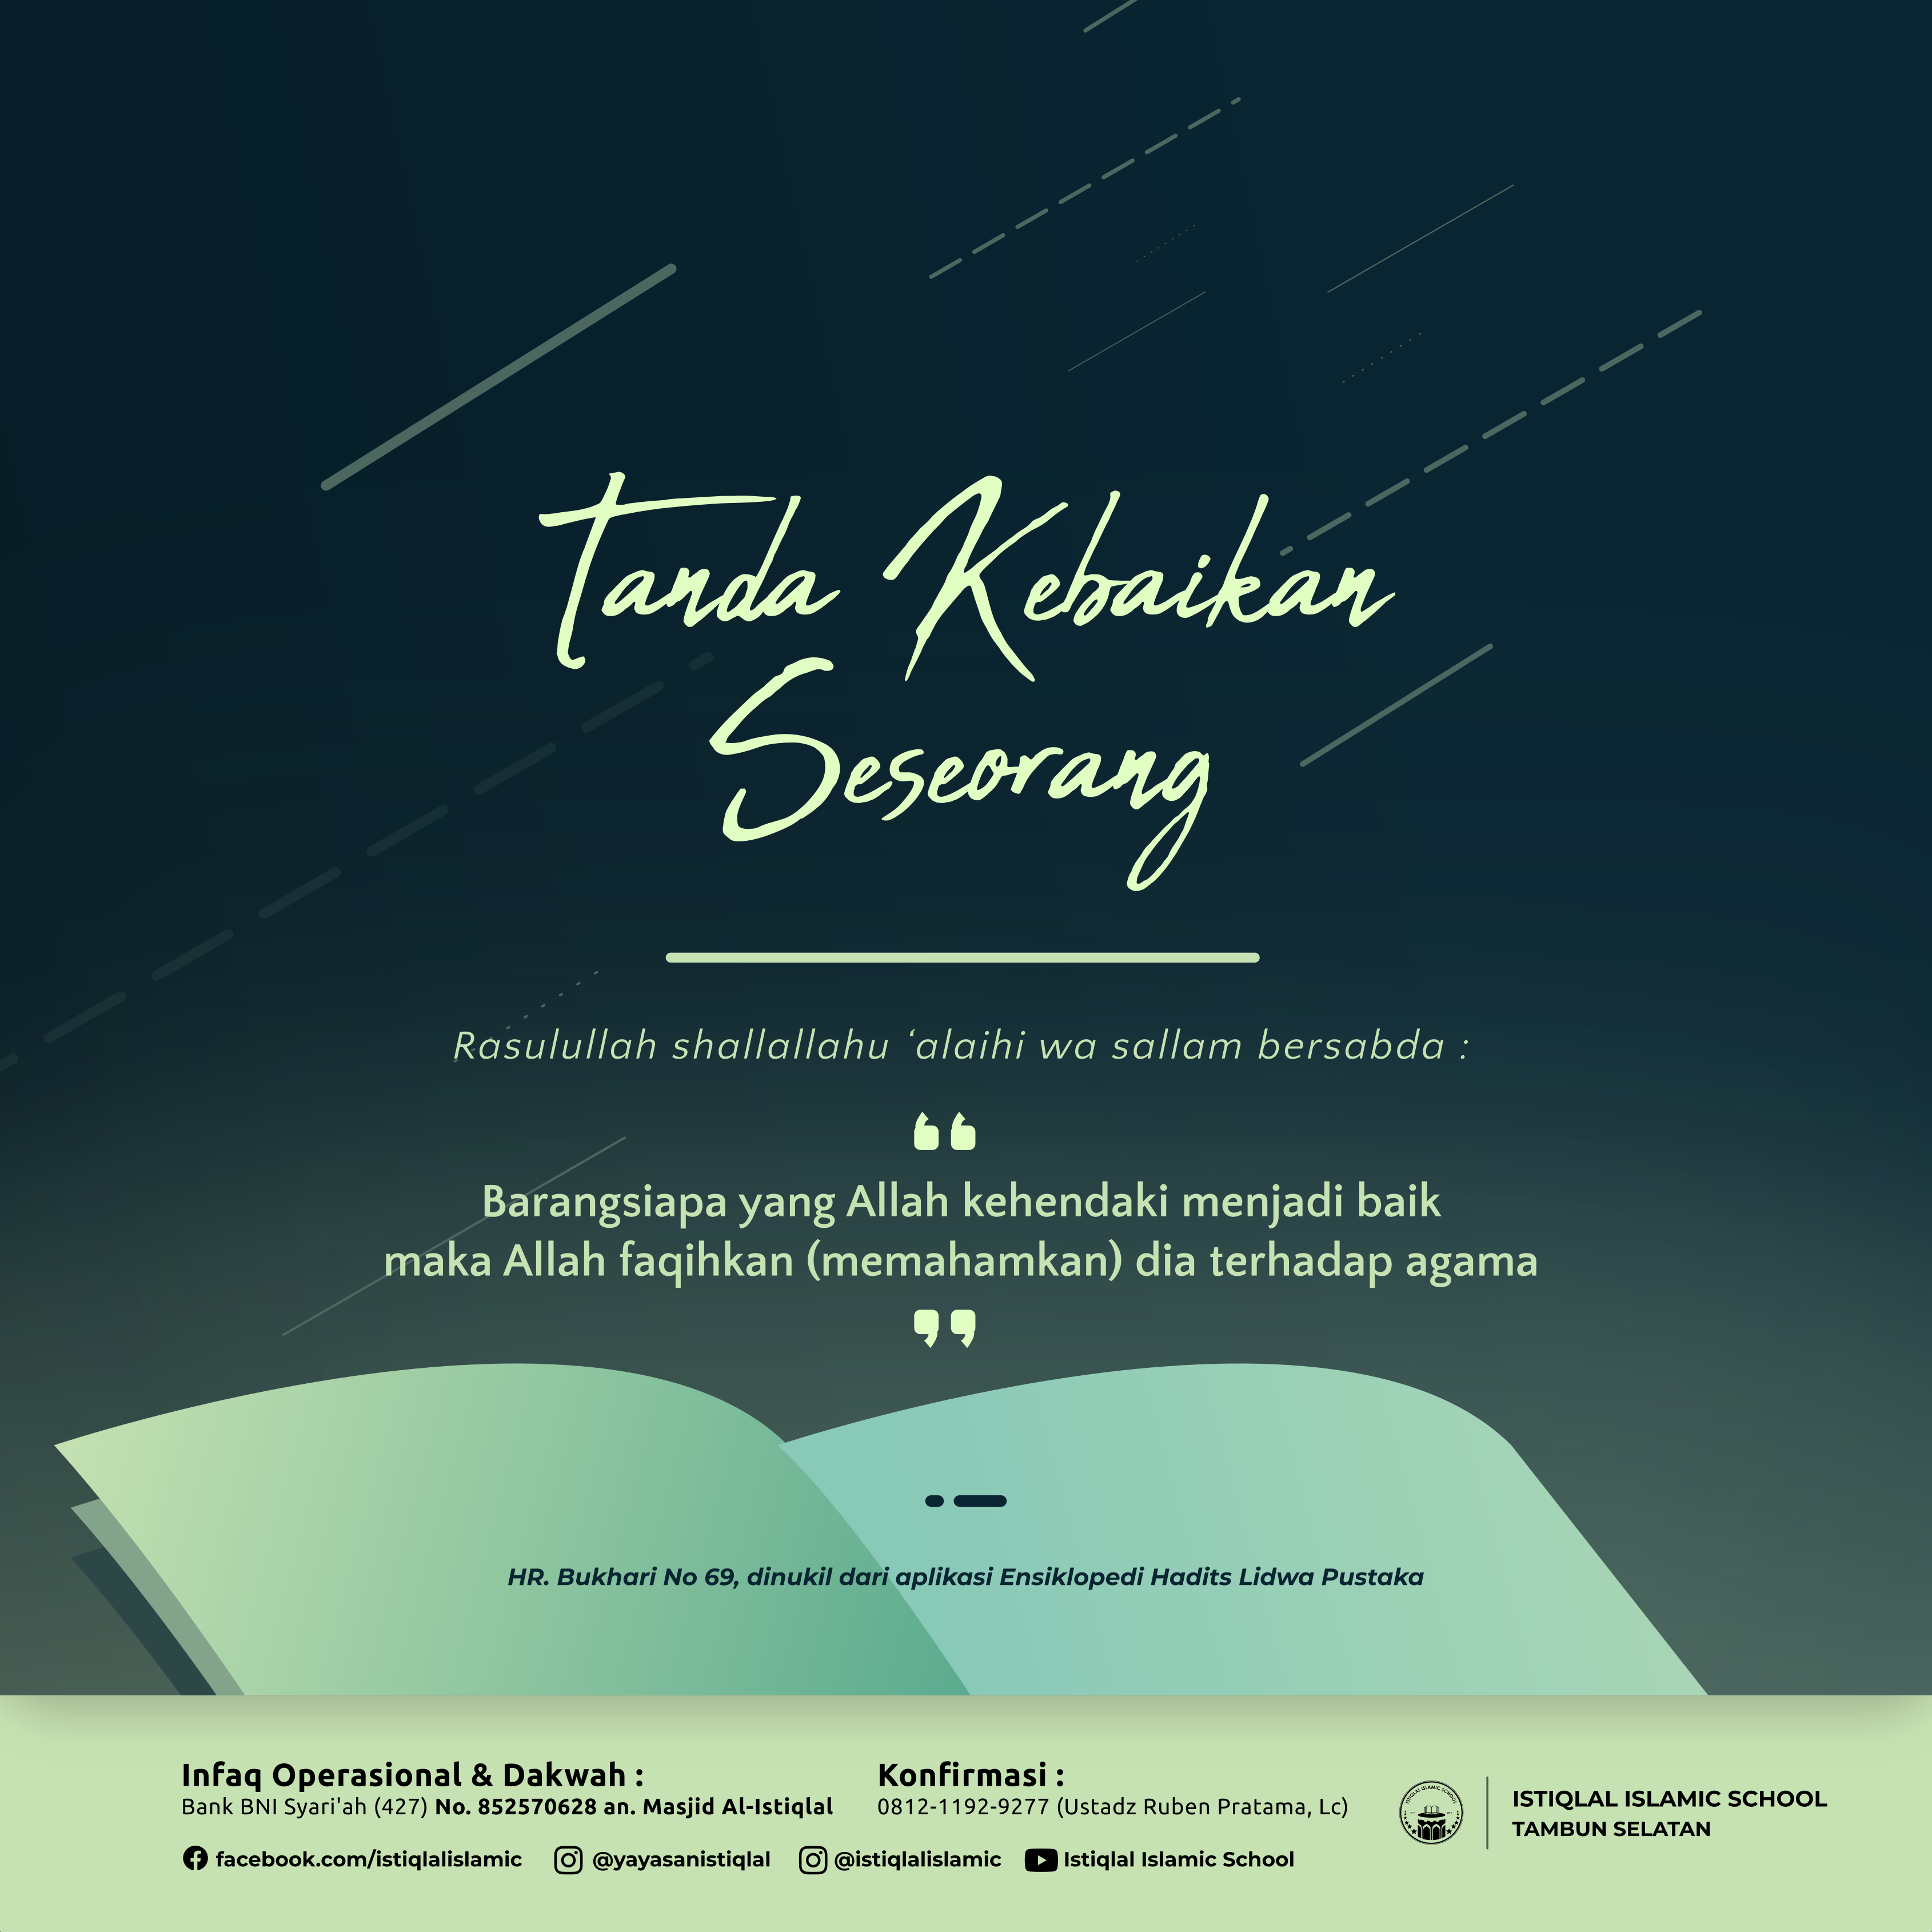 Tanda Kebaikan
Seseorang
Rasulullah shallallahu ‘alaihi wa sallam bersabda :
“
Barangsiapa yang Allah kehendaki menjadi baik
maka Allah faqihkan (memahamkan) dia terhadap agama
”
HR. Bukhari No 69, dinukil dari aplikasi Ensiklopedi Hadits Lidwa Pustaka
Infaq Operasional & Dakwah :
Bank BNI Syari'ah (427) No. 852570628 an. Masjid Al-Istiqlal
Konfirmasi :
0812-1192-9277 (Ustadz Ruben Pratama, Lc)
facebook.com/istiqlalislamic
@yayasanistiqlal
@istiqlalislamic
Istiqlal Islamic School
ISTIQLAL ISLAMIC SCHOOL
ISTIQLAL ISLAMIC SCHOOL
TAMBUN SELATAN